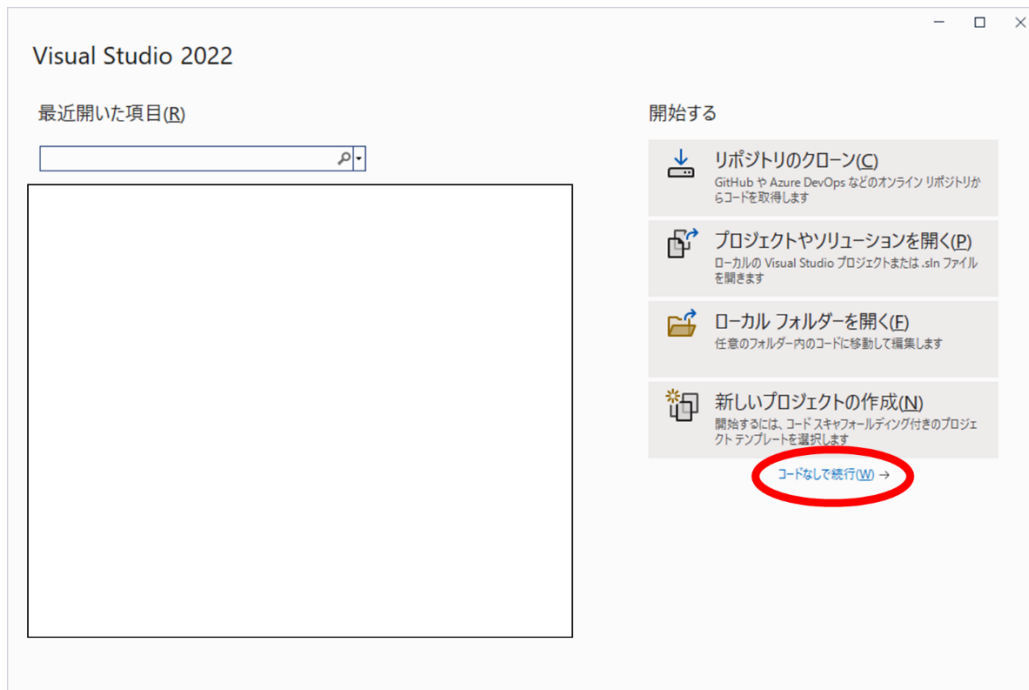 Visual Studio 2022
最近開いた項目(R)
開始する
リポジトリのクローン(C)
GitHub や Azure DevOps などのオンライン リポジトリか
らコードを取得します
プロジェクトやソリューションを開く(P)
ローカルの Visual Studio プロジェクトまたは .sln ファイル
を開きます
ローカル フォルダーを開く(F)
任意のフォルダー内のコードに移動して編集します
新しいプロジェクトの作成(N)
開始するには、コード スキャフォールディング付きのプロジェ
クト テンプレートを選択します
コードなしで続行(W) →